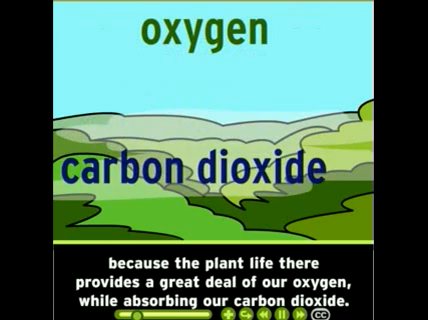 oxygen
carbon dioxide
because the plant life there
provides a great deal of our oxygen,
while absorbing our carbon dioxide.
CC